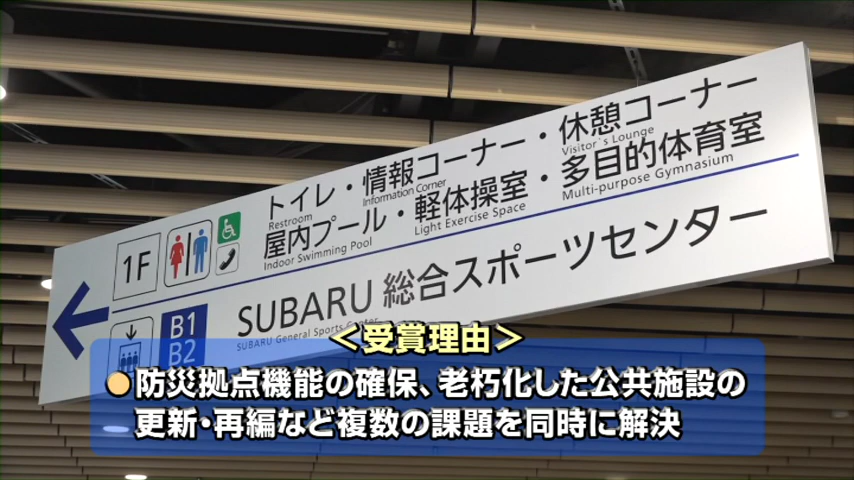 トイレ・情報コーナー・休憩コーナー
Restroom Information Corner Visitor's Lounge
1F
屋内プール・軽体操室・多目的体育室
Indoor Swimming Pool Light Exercise Space Multi-purpose Gymnasium
B1
B2
SUBARU 総合スポーツセンター
SUBARU General Sports Center
＜受賞理由＞
●防災拠点機能の確保、老朽化した公共施設の
更新・再編など複数の課題を同時に解決